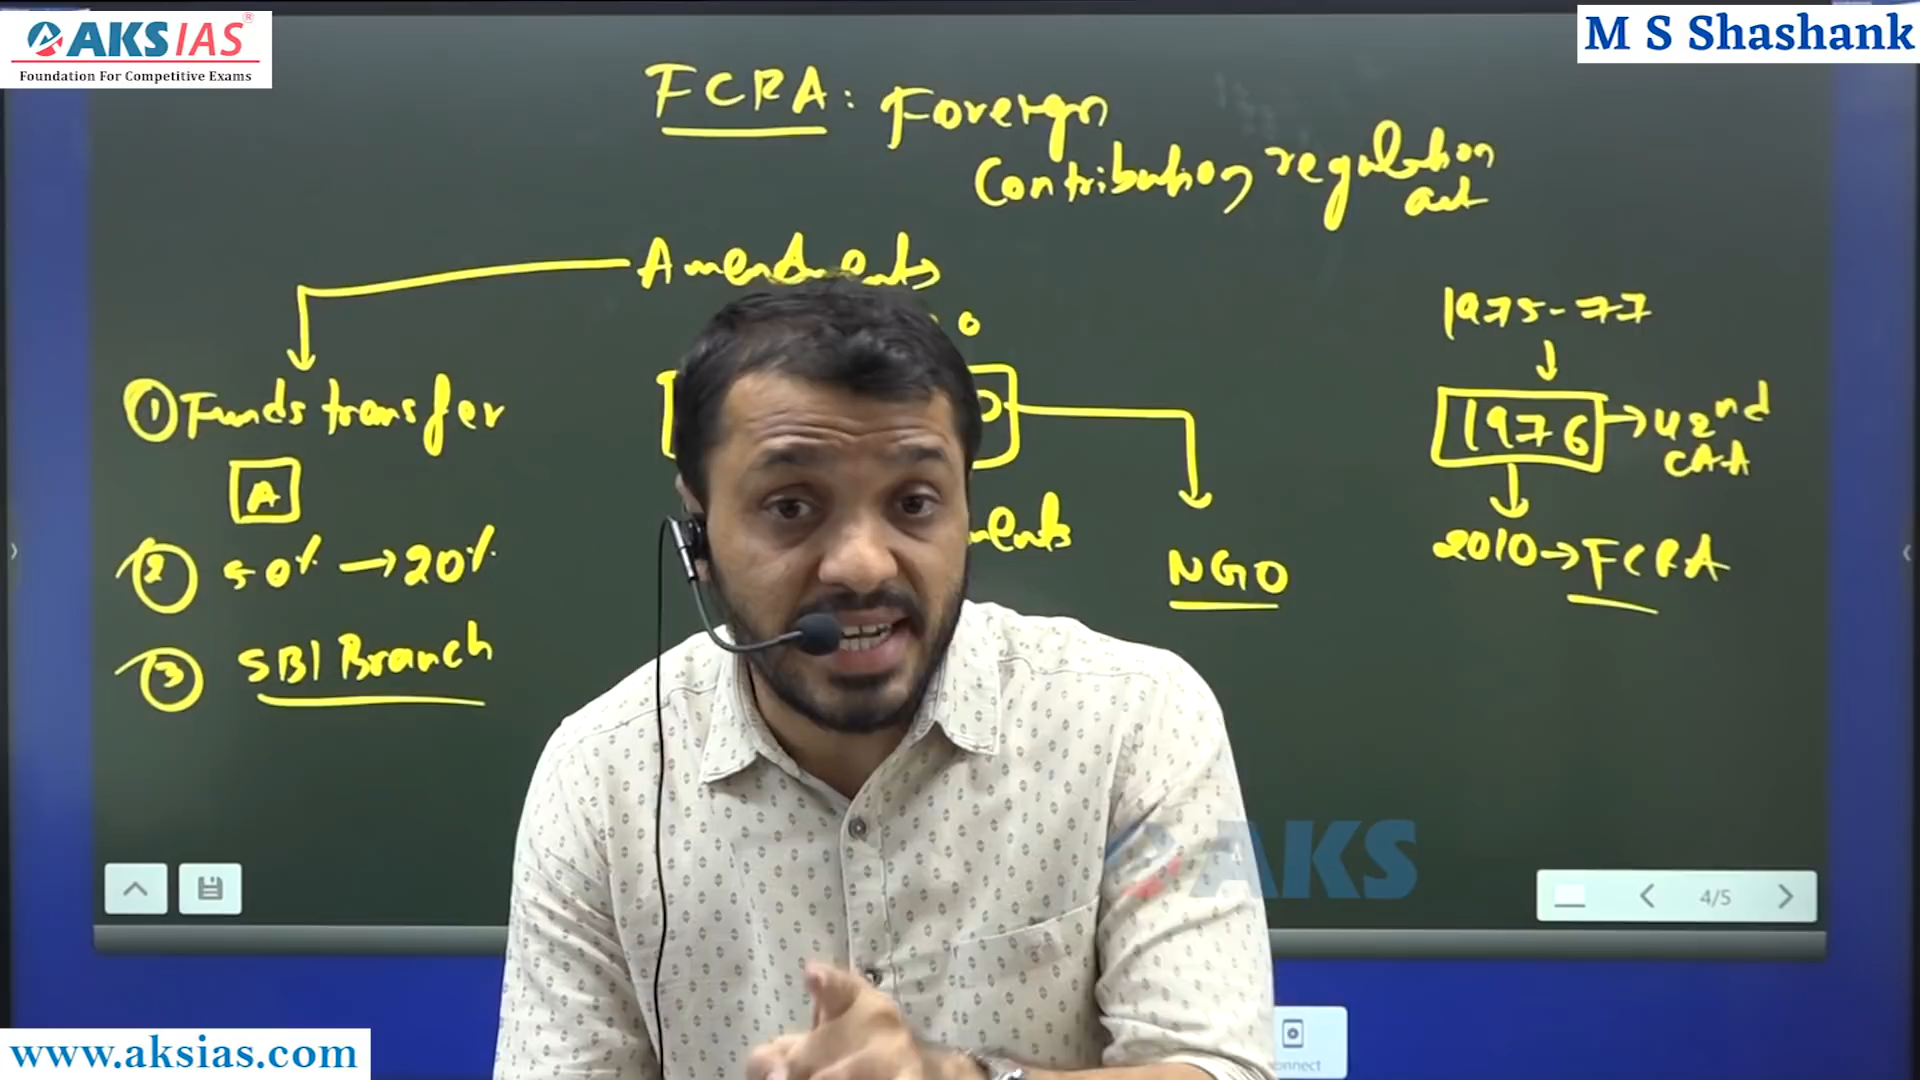 AKS IAS
Foundation For Competitive Exams
M S Shashank
FCRA: Foreign
Contribution regulation
act
Amendments
1975-77
1976 → 42nd
CAA
2010 → FCRA
① Funds transfer
A
② 50% → 20%
③ SBI Branch
NGO
AKS
4/5
www.aksias.com